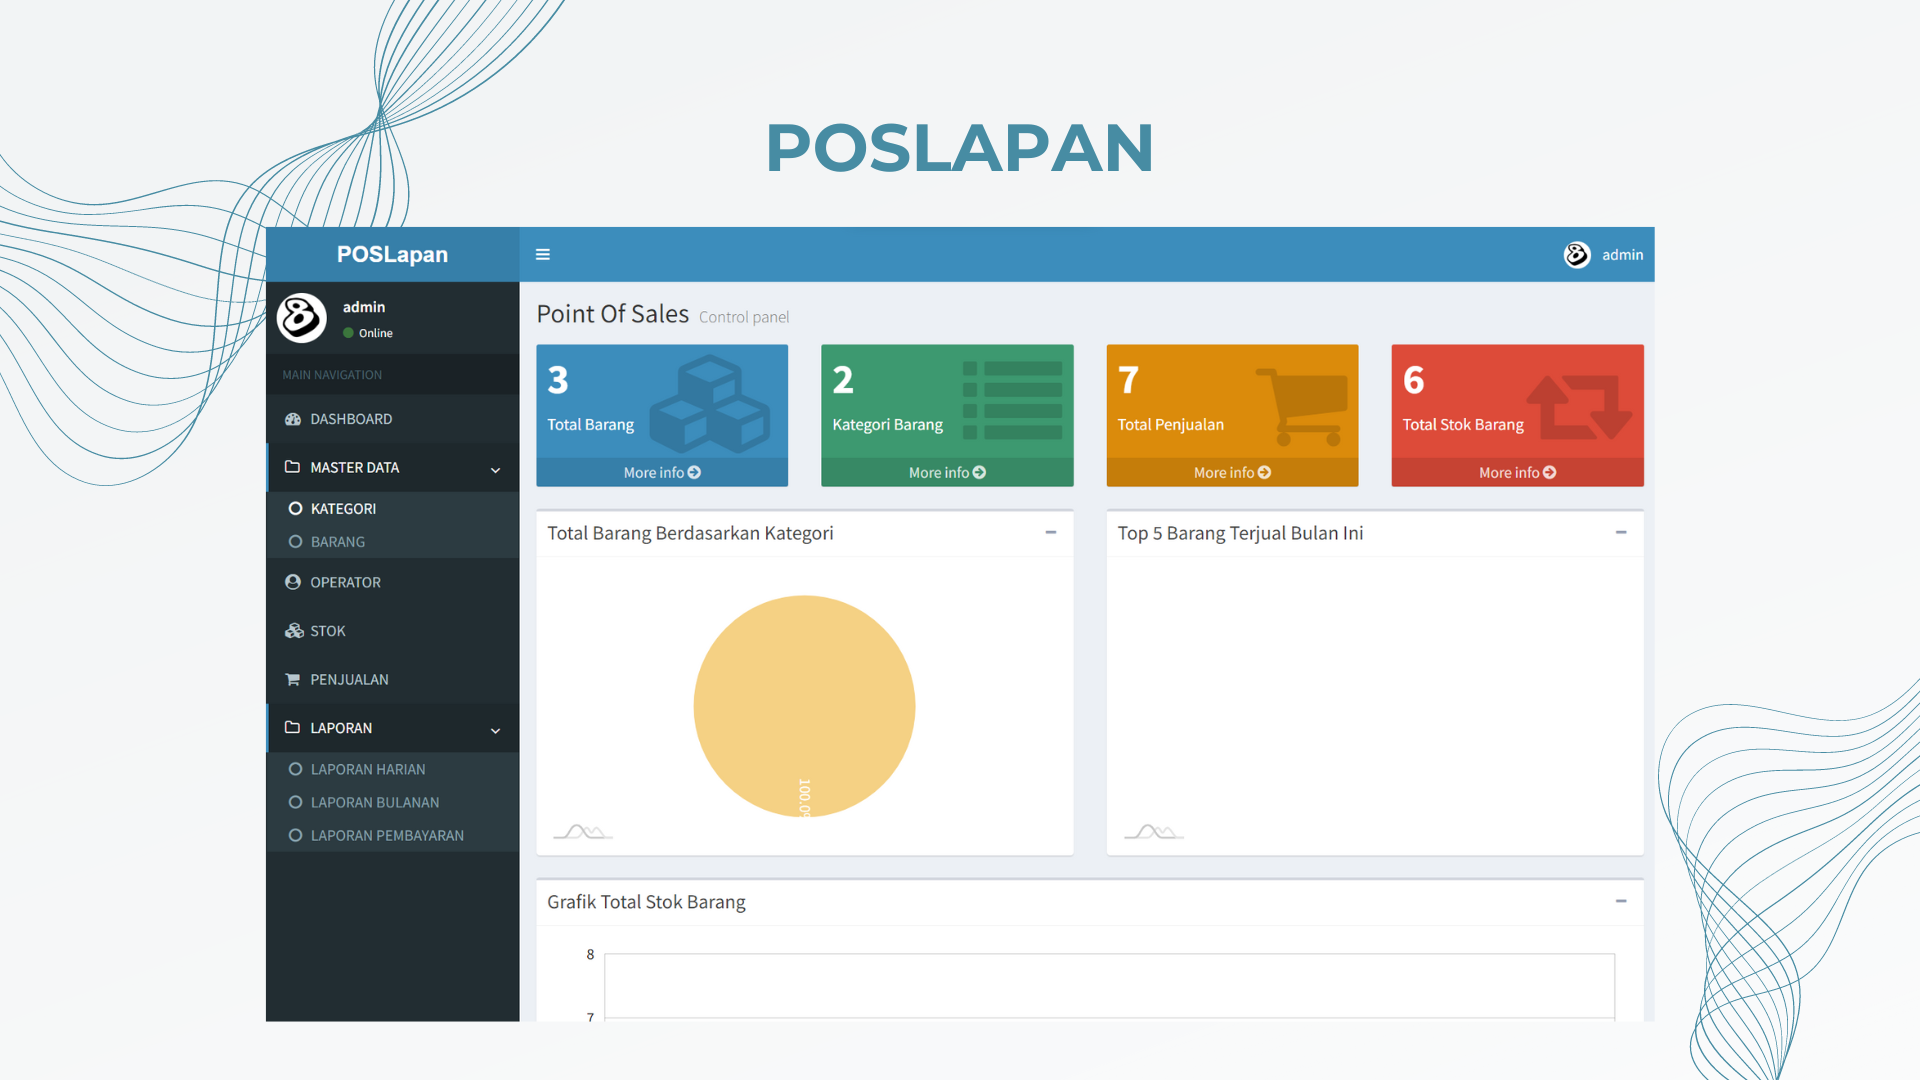 POSLAPAN
POSLapan
admin
admin
Online
MAIN NAVIGATION
DASHBOARD
MASTER DATA
KATEGORI
BARANG
OPERATOR
STOK
PENJUALAN
LAPORAN
LAPORAN HARIAN
LAPORAN BULANAN
LAPORAN PEMBAYARAN
Point Of Sales Control panel
3
Total Barang
More info
2
Kategori Barang
More info
7
Total Penjualan
More info
6
Total Stok Barang
More info
Total Barang Berdasarkan Kategori
Top 5 Barang Terjual Bulan Ini
Grafik Total Stok Barang
8
7